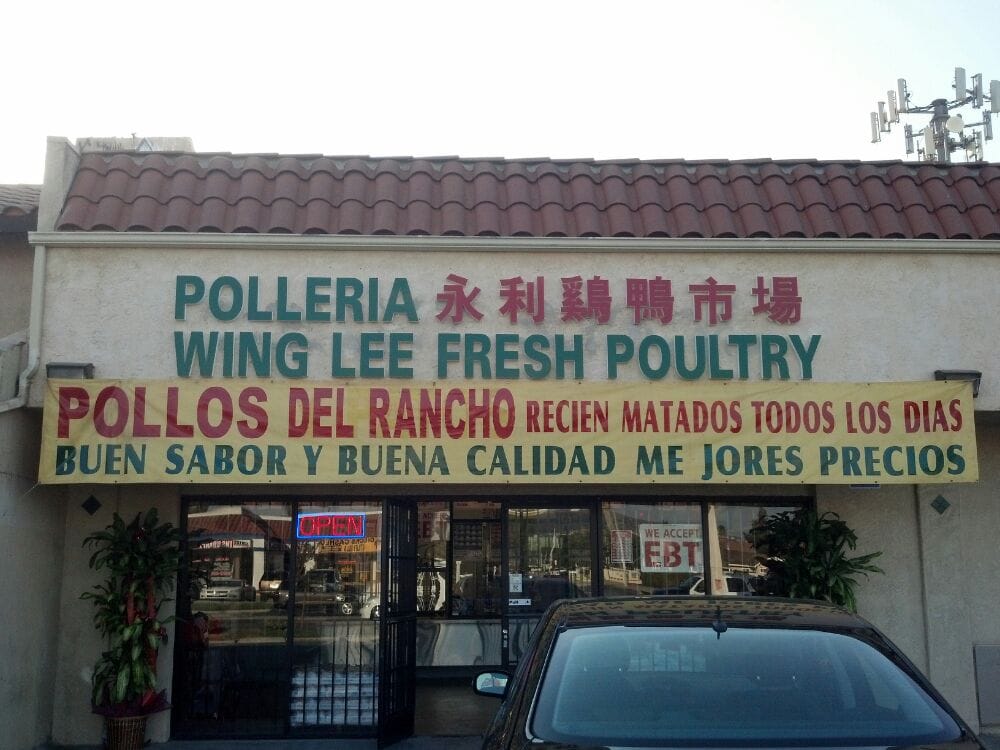 POLLERIA 永利鷄鴨市場
WING LEE FRESH POULTRY
POLLOS DEL RANCHO RECIEN MATADOS TODOS LOS DIAS
BUEN SABOR Y BUENA CALIDAD ME JORES PRECIOS
OPEN
WE ACCEPT
EBT